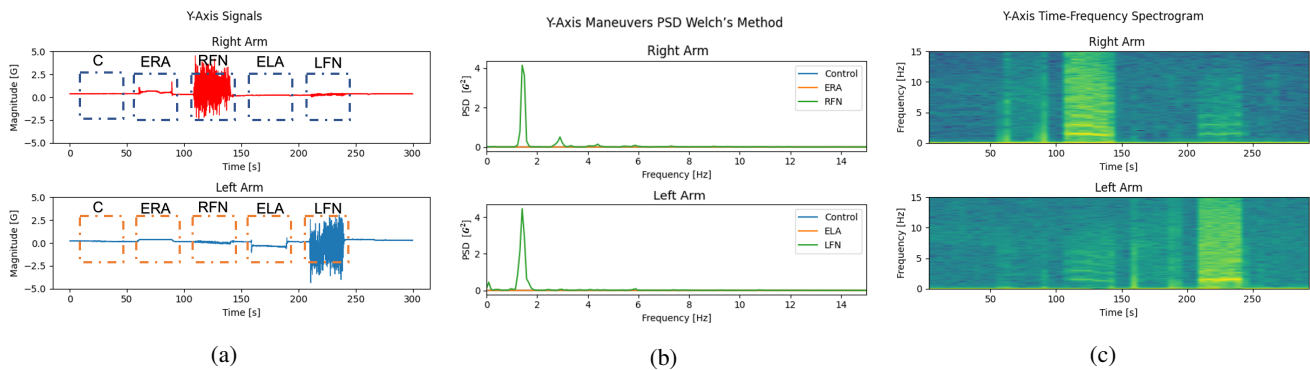 Y-Axis Signals
Right Arm
C ERA RFN ELA LFN
5.0
2.5
0.0
−2.5
−5.0
Magnitude [G]
0 50 100 150 200 250 300
Time [s]
Left Arm
C ERA RFN ELA LFN
5.0
2.5
0.0
−2.5
−5.0
Magnitude [G]
0 50 100 150 200 250 300
Time [s]
(a)
Y-Axis Maneuvers PSD Welch's Method
Right Arm
4
2
0
PSD [G²]
Control
ERA
RFN
0 2 4 6 8 10 12 14
Frequency [Hz]
Left Arm
4
2
0
PSD [G²]
Control
ELA
LFN
0 2 4 6 8 10 12 14
Frequency [Hz]
(b)
Y-Axis Time-Frequency Spectrogram
Right Arm
15
10
5
0
Frequency [Hz]
50 100 150 200 250
Time [s]
Left Arm
15
10
5
0
Frequency [Hz]
50 100 150 200 250
Time [s]
(c)